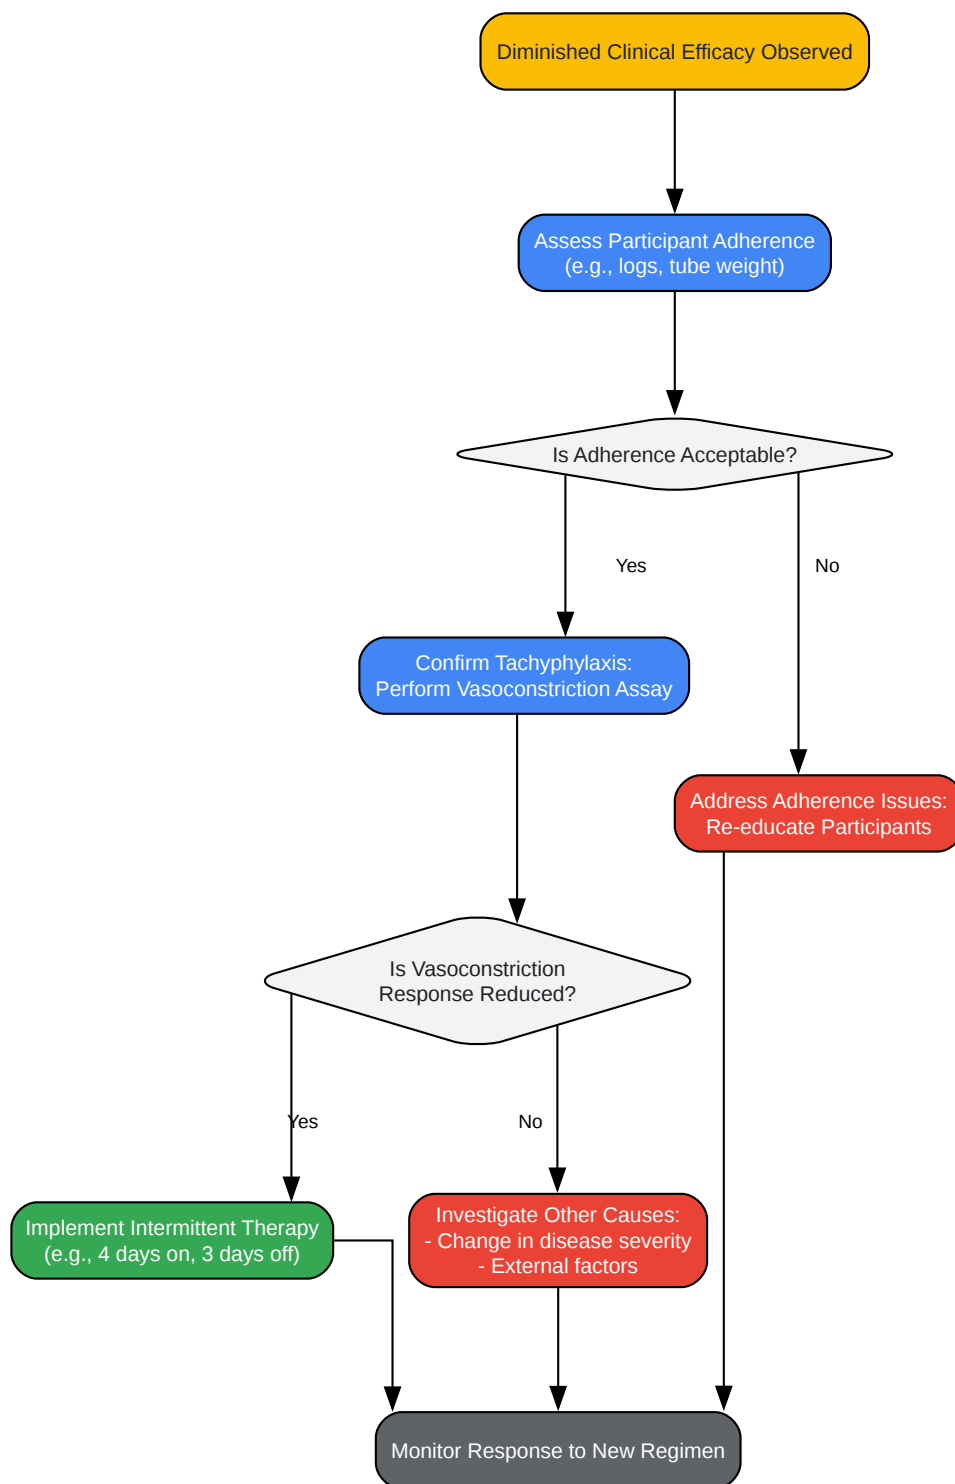 Diminished Clinical Efficacy Observed
Assess Participant Adherence
(e.g., logs, tube weight)
Is Adherence Acceptable?
Yes
No
Confirm Tachyphylaxis:
Perform Vasoconstriction Assay
Address Adherence Issues:
Re-educate Participants
Is Vasoconstriction
Response Reduced?
Yes
No
Implement Intermittent Therapy
(e.g., 4 days on, 3 days off)
Investigate Other Causes:
- Change in disease severity
- External factors
Monitor Response to New Regimen